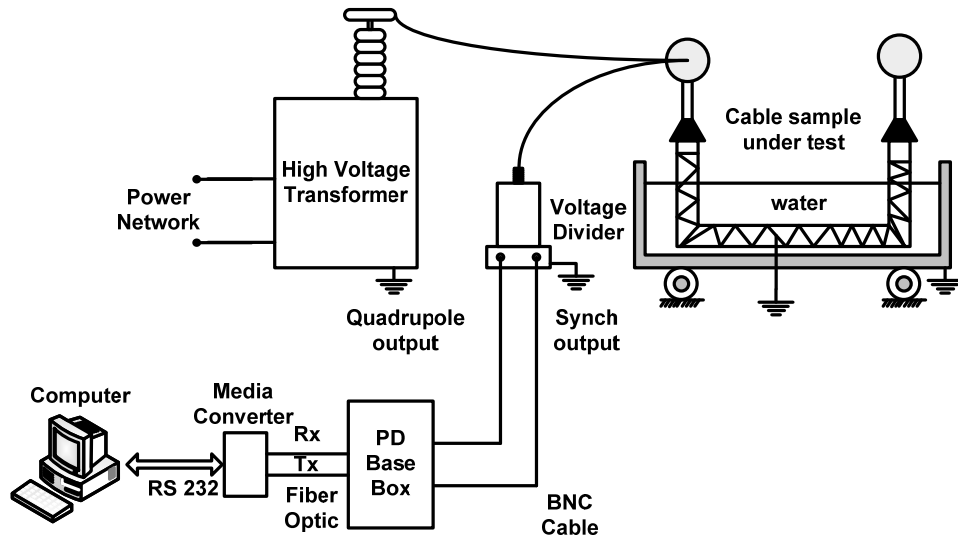 High Voltage
Transformer
Power
Network
Cable sample
under test
water
Voltage
Divider
Quadrupole
output
Synch
output
Computer
Media
Converter
RS 232
Rx
Tx
Fiber
Optic
PD
Base
Box
BNC
Cable